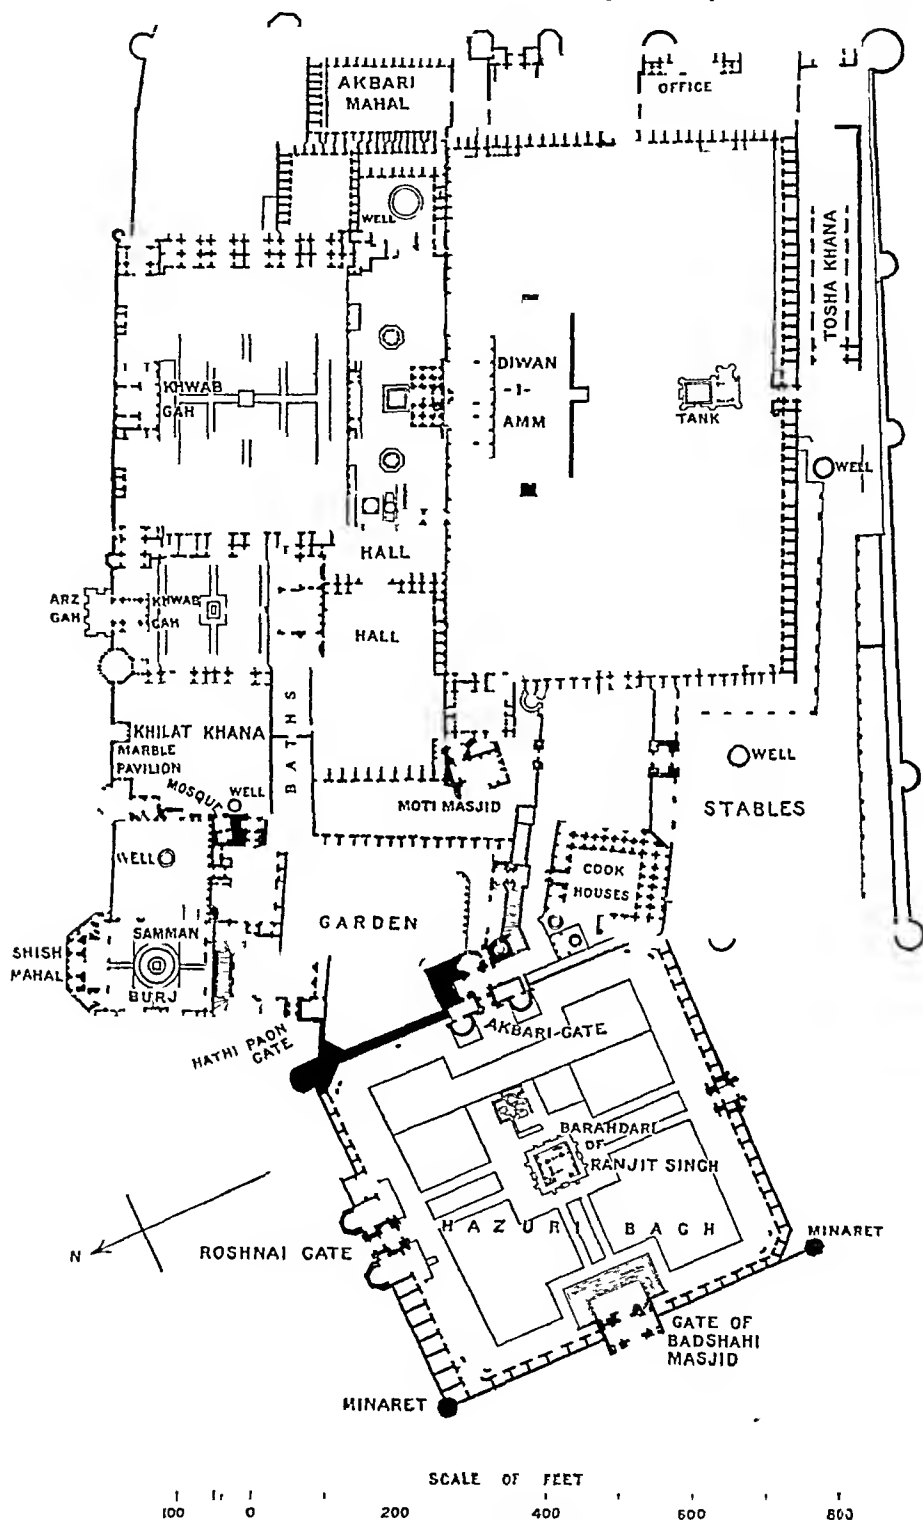 AKBARI
MAHAL
OFFICE
WELL
TOSHA KHANA
KHWAB
GAH
DIWAN
-I-
AMM
TANK
WELL
HALL
ARZ
GAH
KHWAB
GAH
HALL
KHILAT KHANA
BATHS
MARBLE
PAVILION
MOSQUE
WELL
MOTI MASJID
WELL
STABLES
WELL
COOK
HOUSES
GARDEN
SHISH
MAHAL
SAMMAN
BURJ
HATHI PAON
GATE
AKBARI-GATE
BARAHDARI
OF
RANJIT SINGH
HAZURI BAGH
N
ROSHNAI GATE
MINARET
GATE OF
BADSHAHI
MASJID
MINARET
SCALE OF FEET
100 0 200 400 600 800